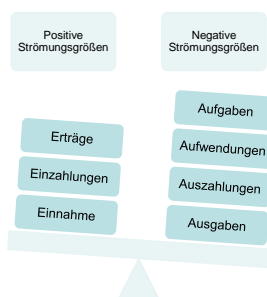 Positive
Strömungsgrößen
Negative
Strömungsgrößen
Erträge
Einzahlungen
Einnahme
Aufgaben
Aufwendungen
Auszahlungen
Ausgaben